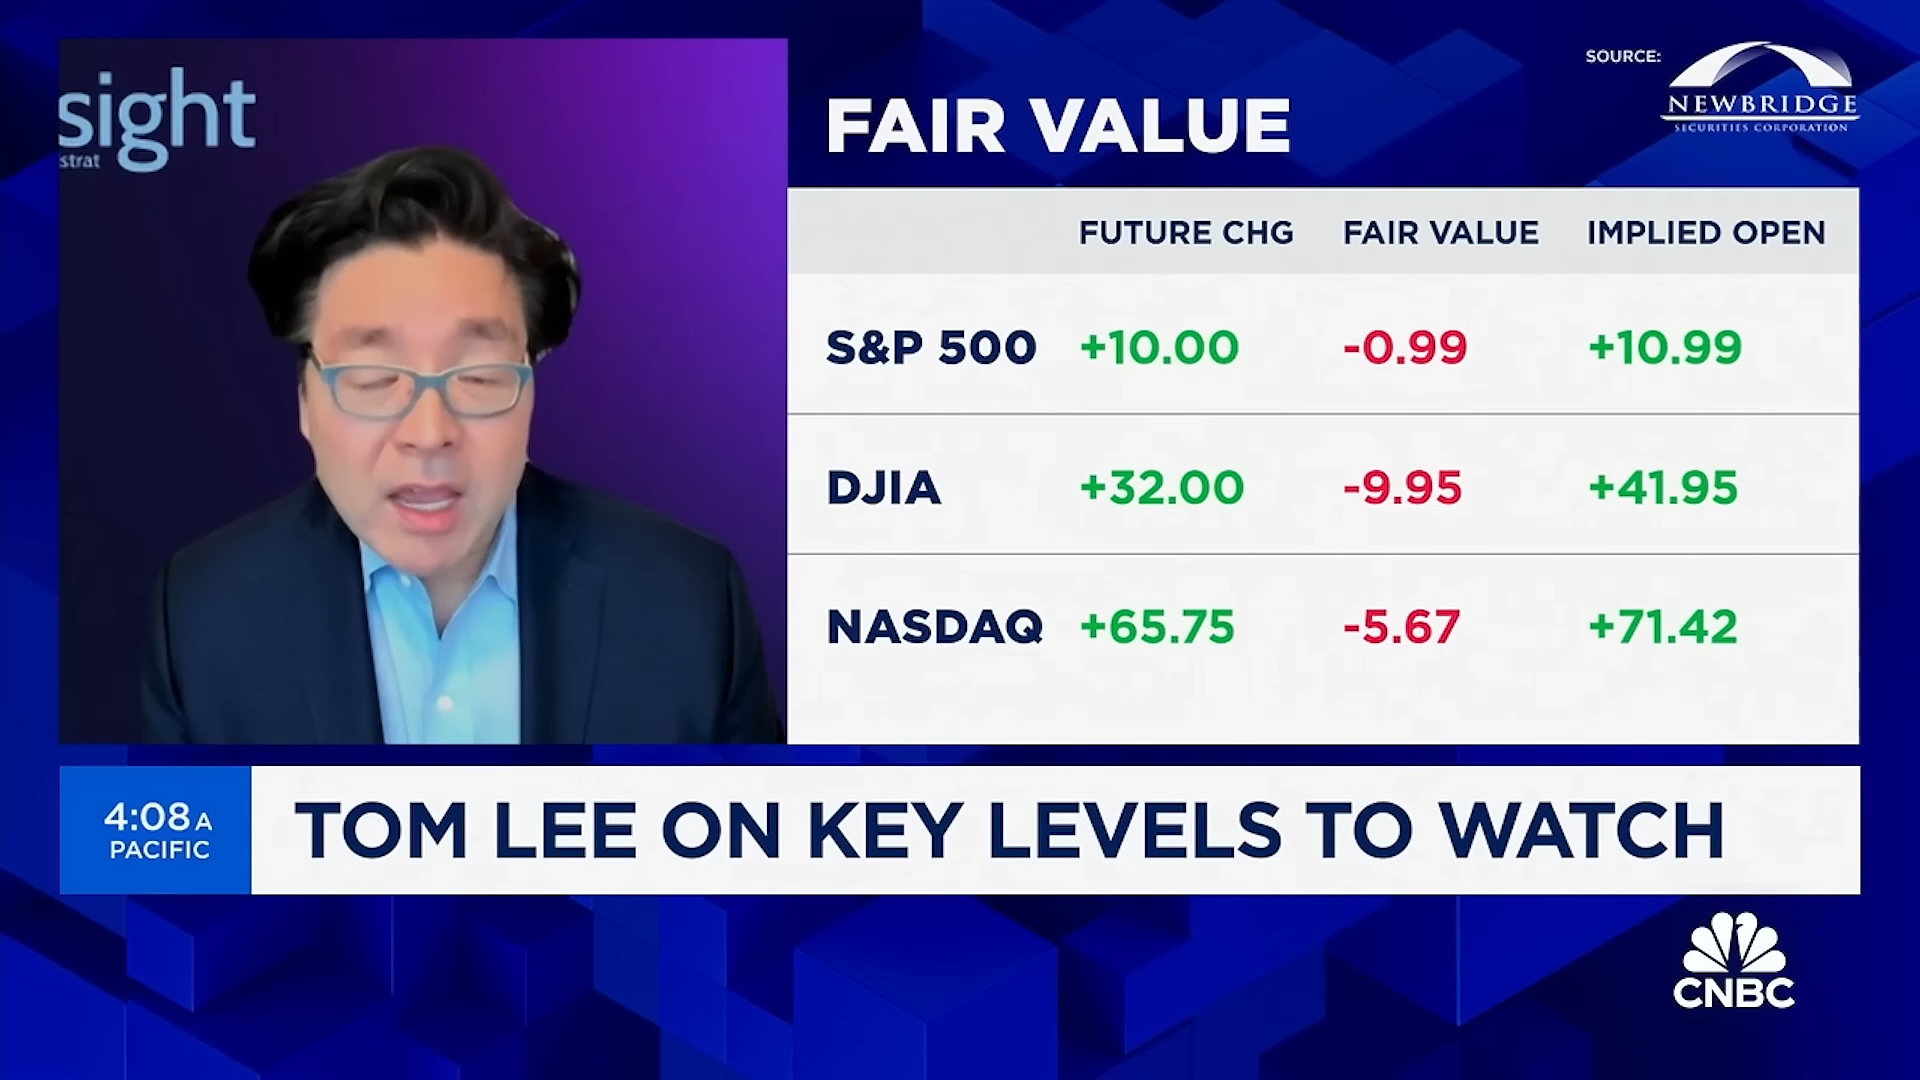 sight
strat
FAIR VALUE
SOURCE:
NEWBRIDGE
SECURITIES CORPORATION
FUTURE CHG FAIR VALUE IMPLIED OPEN
S&P 500 +10.00 -0.99 +10.99
DJIA +32.00 -9.95 +41.95
NASDAQ +65.75 -5.67 +71.42
4:08 A
PACIFIC
TOM LEE ON KEY LEVELS TO WATCH
CNBC